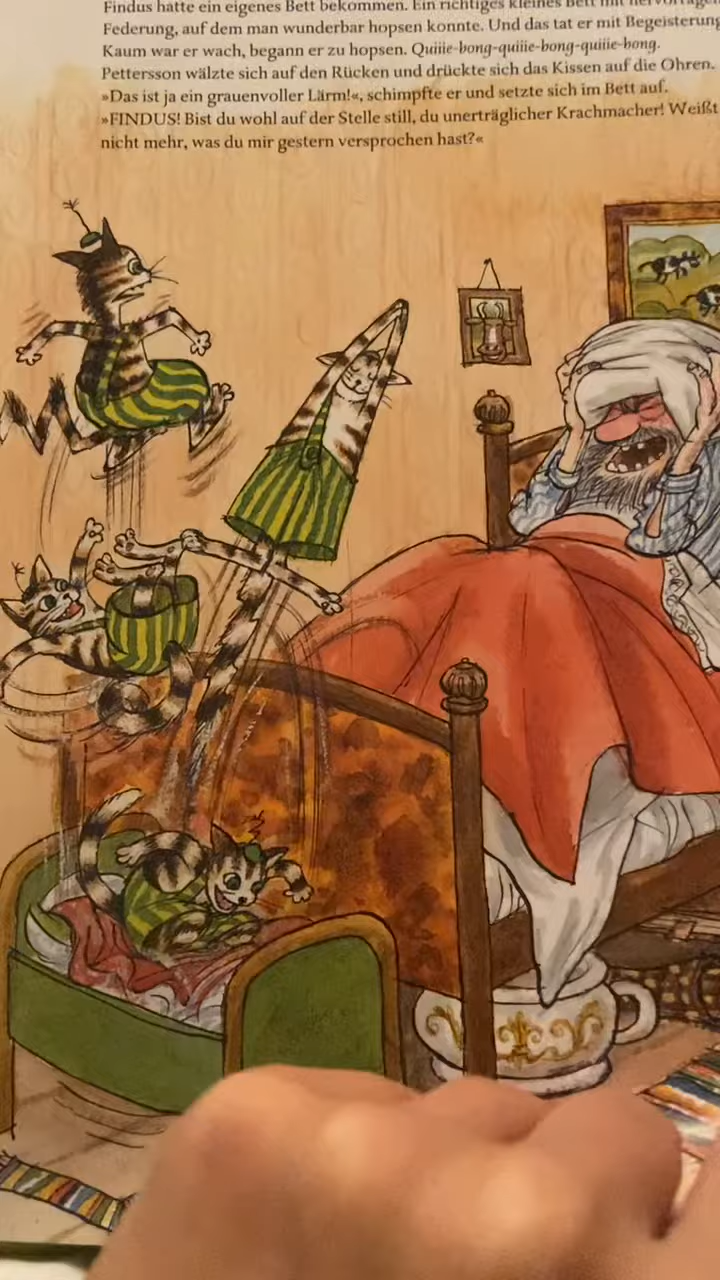 Findus hatte ein eigenes Bett bekommen. Ein richtiges kleines Bett mit
Federung, auf dem man wunderbar hopsen konnte. Und das tat er mit Begeisterung
Kaum war er wach, begann er zu hopsen. Quiiie-bong-quiiie-bong-quiiie-bong.
Pettersson wälzte sich auf den Rücken und drückte sich das Kissen auf die Ohren.
»Das ist ja ein grauenvoller Lärm!«, schimpfte er und setzte sich im Bett auf.
»FINDUS! Bist du wohl auf der Stelle still, du unerträglicher Krachmacher! Weißt
nicht mehr, was du mir gestern versprochen hast?«